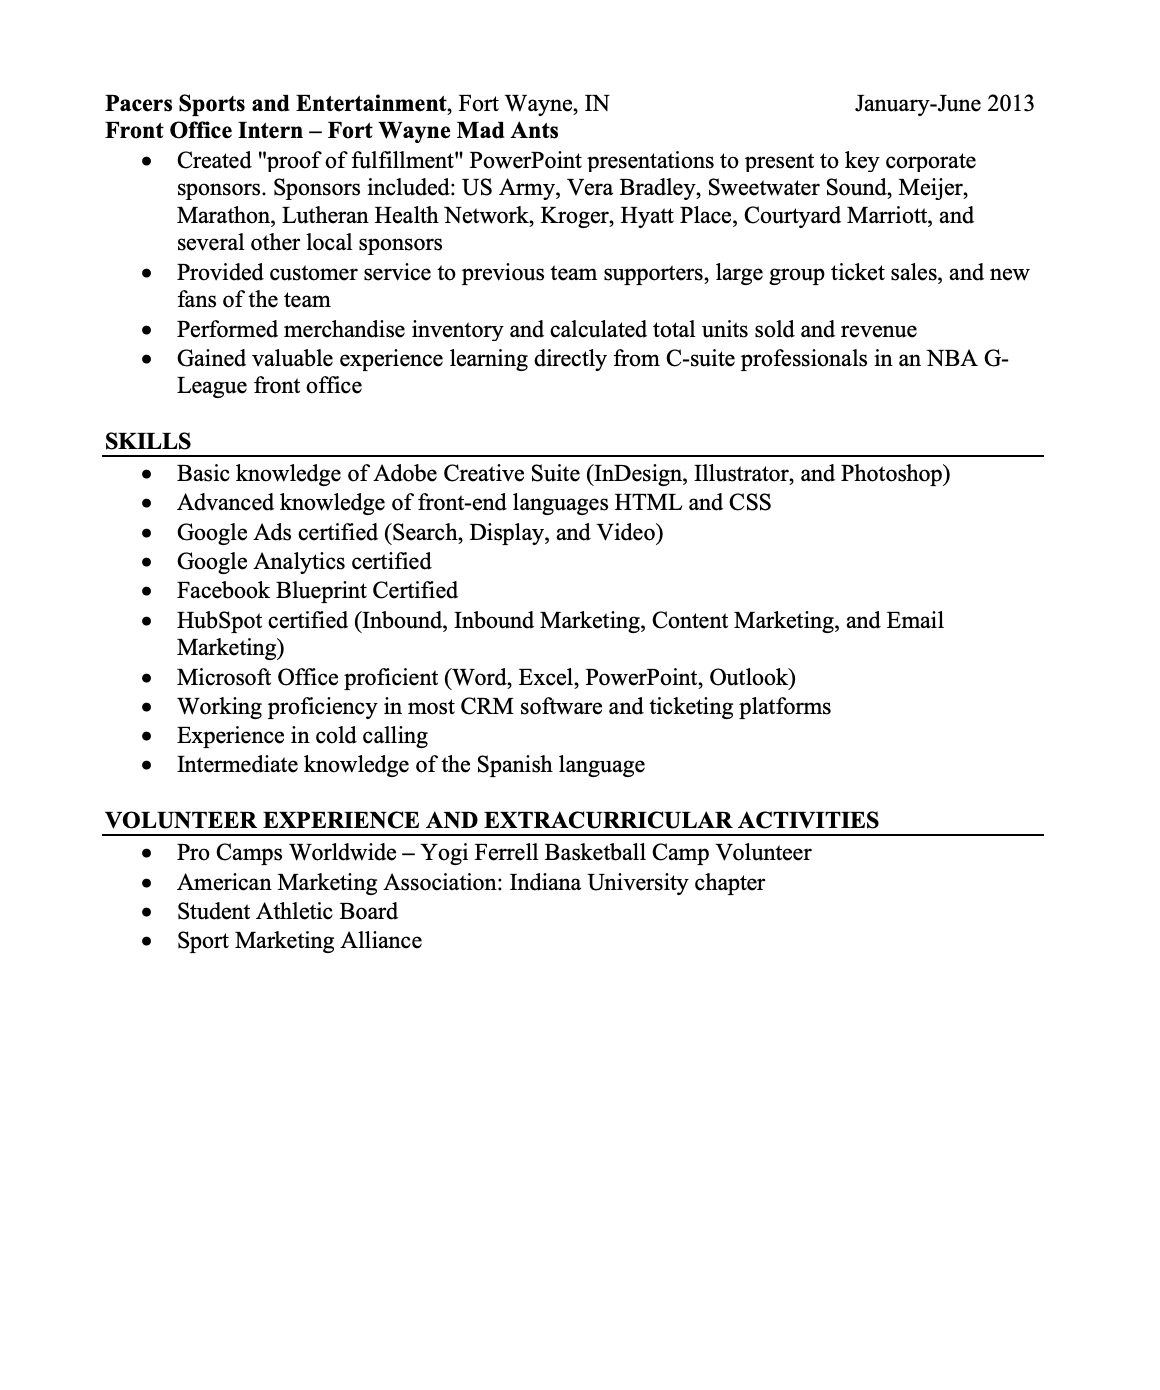 Pacers Sports and Entertainment, Fort Wayne, IN January-June 2013
Front Office Intern – Fort Wayne Mad Ants
• Created "proof of fulfillment" PowerPoint presentations to present to key corporate
sponsors. Sponsors included: US Army, Vera Bradley, Sweetwater Sound, Meijer,
Marathon, Lutheran Health Network, Kroger, Hyatt Place, Courtyard Marriott, and
several other local sponsors
• Provided customer service to previous team supporters, large group ticket sales, and new
fans of the team
• Performed merchandise inventory and calculated total units sold and revenue
• Gained valuable experience learning directly from C-suite professionals in an NBA G-
League front office
SKILLS
• Basic knowledge of Adobe Creative Suite (InDesign, Illustrator, and Photoshop)
• Advanced knowledge of front-end languages HTML and CSS
• Google Ads certified (Search, Display, and Video)
• Google Analytics certified
• Facebook Blueprint Certified
• HubSpot certified (Inbound, Inbound Marketing, Content Marketing, and Email
Marketing)
• Microsoft Office proficient (Word, Excel, PowerPoint, Outlook)
• Working proficiency in most CRM software and ticketing platforms
• Experience in cold calling
• Intermediate knowledge of the Spanish language
VOLUNTEER EXPERIENCE AND EXTRACURRICULAR ACTIVITIES
• Pro Camps Worldwide – Yogi Ferrell Basketball Camp Volunteer
• American Marketing Association: Indiana University chapter
• Student Athletic Board
• Sport Marketing Alliance